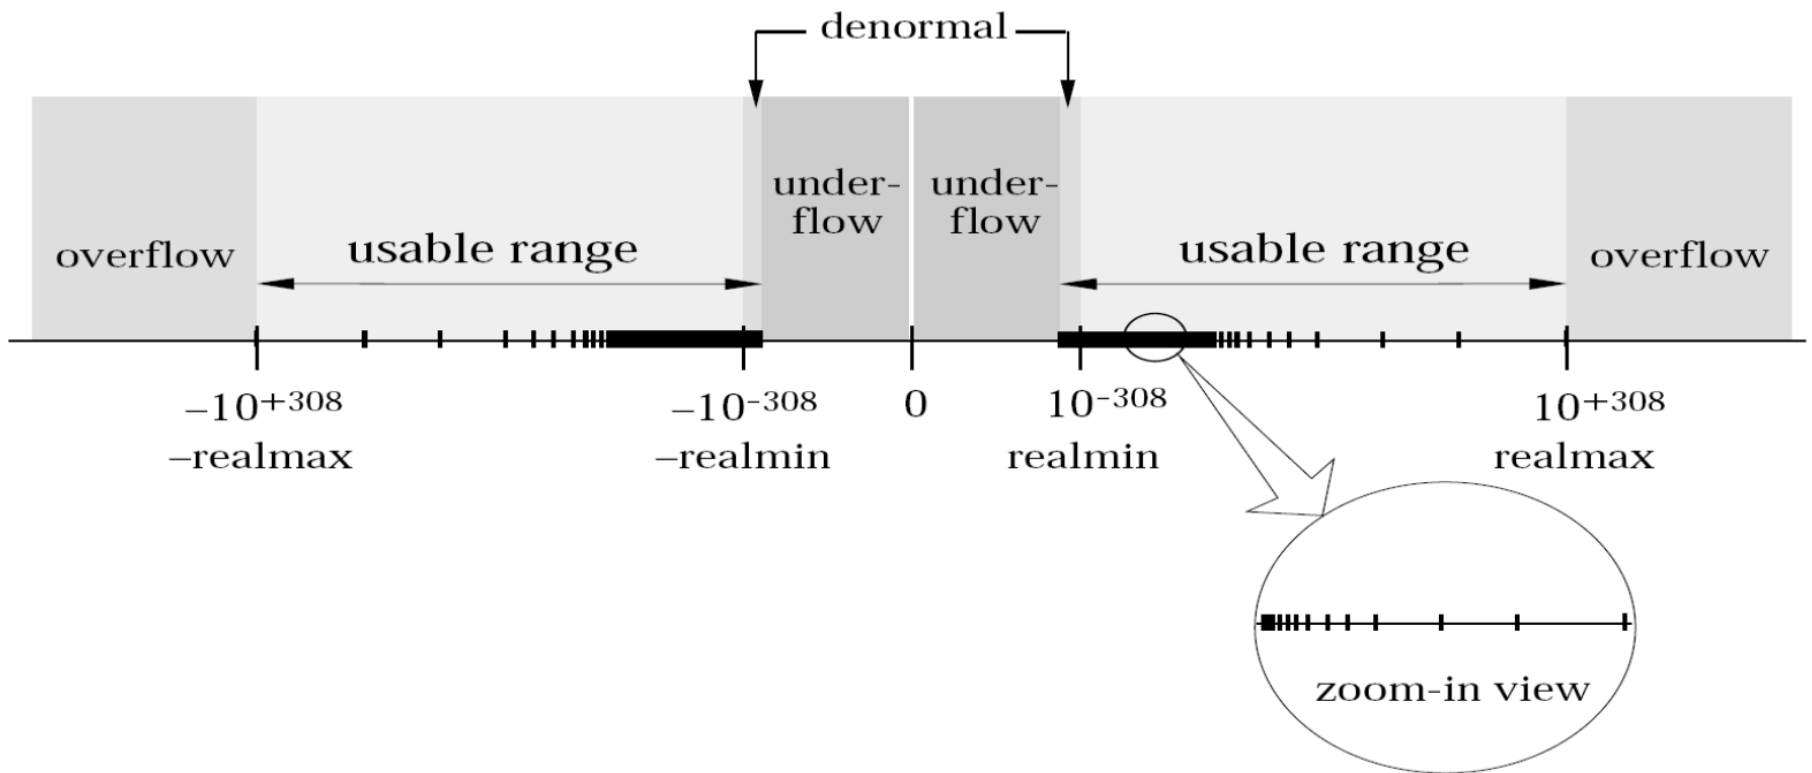 denormal
under- under-
flow flow
overflow usable range usable range overflow
–10+308 –10-308 0 10-308 10+308
–realmax –realmin realmin realmax
zoom-in view